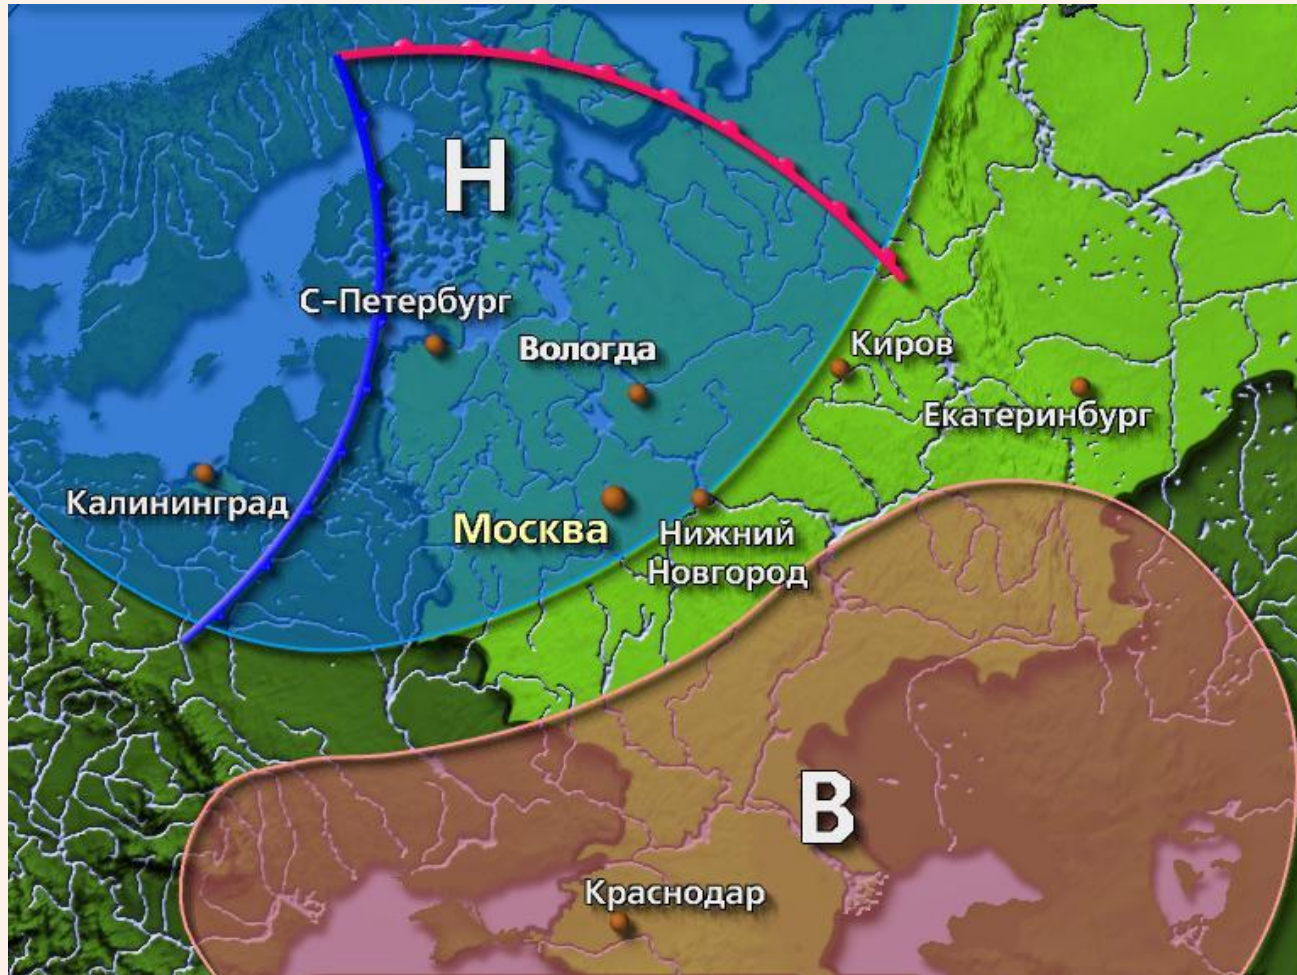 Н
С-Петербург
Вологда
Киров
Екатеринбург
Калининград
Москва
Нижний
Новгород
В
Краснодар